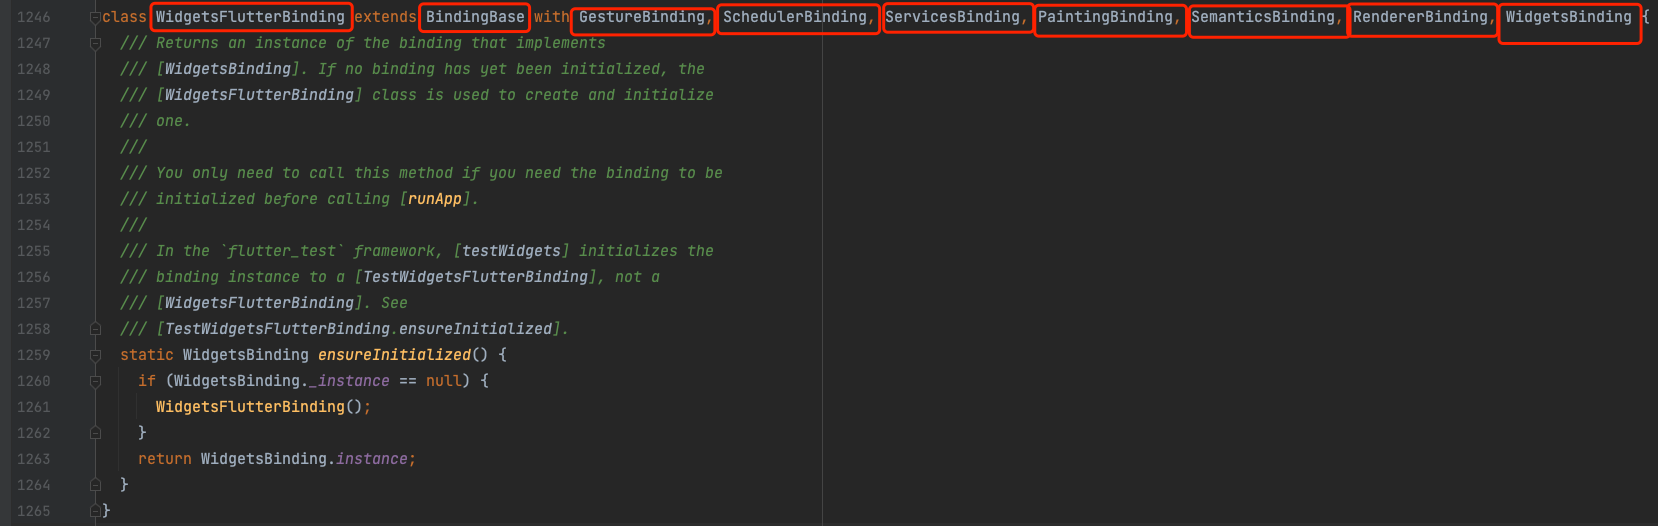 1246 class WidgetsFlutterBinding extends BindingBase with GestureBinding, SchedulerBinding, ServicesBinding, PaintingBinding, SemanticsBinding, RendererBinding, WidgetsBinding {
1247 /// Returns an instance of the binding that implements
1248 /// [WidgetsBinding]. If no binding has yet been initialized, the
1249 /// [WidgetsFlutterBinding] class is used to create and initialize
1250 /// one.
1251 ///
1252 /// You only need to call this method if you need the binding to be
1253 /// initialized before calling [runApp].
1254 ///
1255 /// In the `flutter_test` framework, [testWidgets] initializes the
1256 /// binding instance to a [TestWidgetsFlutterBinding], not a
1257 /// [WidgetsFlutterBinding]. See
1258 /// [TestWidgetsFlutterBinding.ensureInitialized].
1259 static WidgetsBinding ensureInitialized() {
1260 if (WidgetsBinding._instance == null) {
1261 WidgetsFlutterBinding();
1262 }
1263 return WidgetsBinding.instance;
1264 }
1265 }